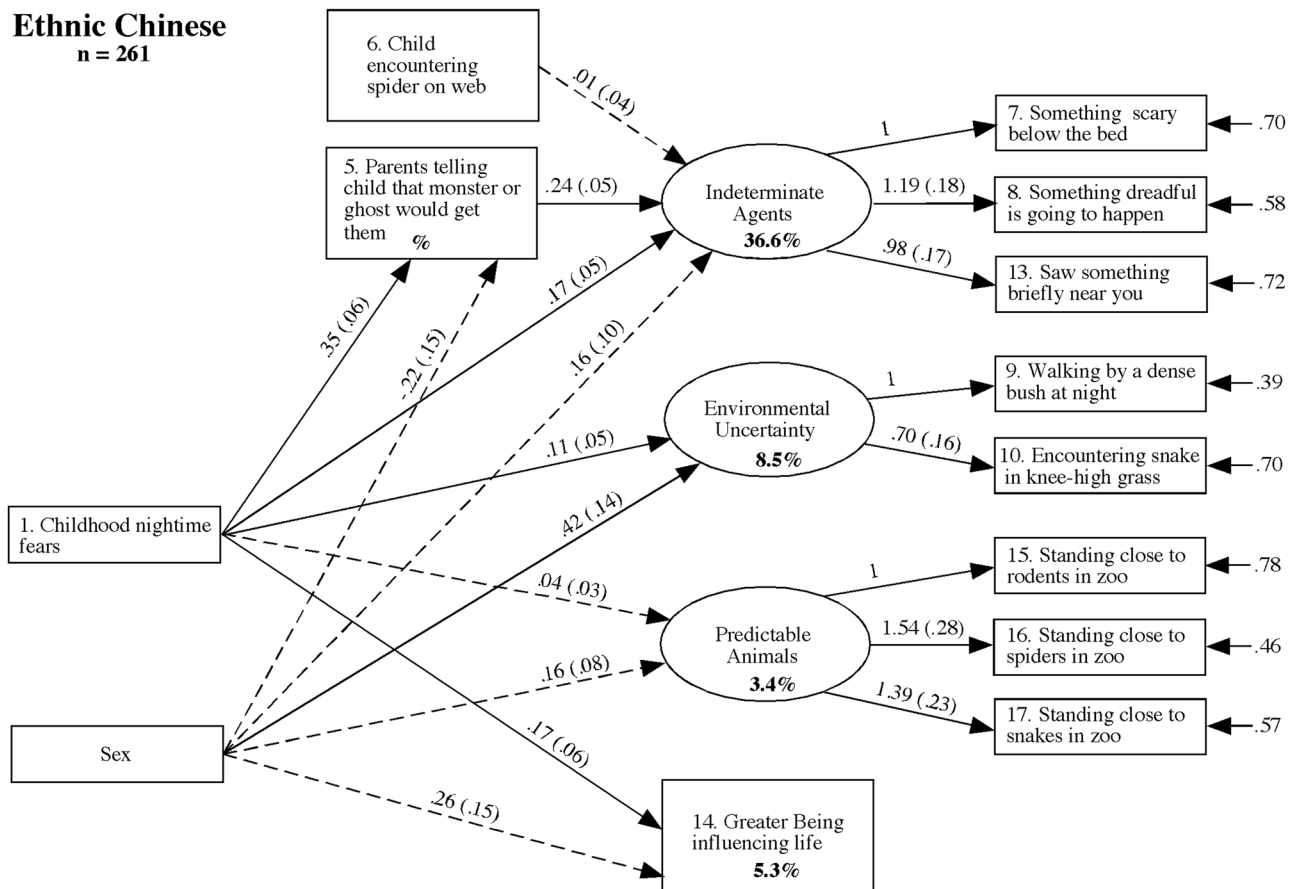 Ethnic Chinese
n = 261
6. Child
encountering
spider on web
.01 (.04)
5. Parents telling
child that monster or
ghost would get
them
%
.24 (.05)
Indeterminate
Agents
36.6%
1
7. Something scary
below the bed
.70
1.19 (.18)
8. Something dreadful
is going to happen
.58
.98 (.17)
13. Saw something
briefly near you
.72
.35 (.06)
.22 (.15)
.17 (.05)
.16 (.10)
Environmental
Uncertainty
8.5%
1
9. Walking by a dense
bush at night
.39
.70 (.16)
10. Encountering snake
in knee-high grass
.70
.11 (.05)
.42 (.14)
1. Childhood nightime
fears
.04 (.03)
Predictable
Animals
3.4%
1
15. Standing close to
rodents in zoo
.78
1.54 (.28)
16. Standing close to
spiders in zoo
.46
1.39 (.23)
17. Standing close to
snakes in zoo
.57
.16 (.08)
Sex
.17 (.06)
.26 (.15)
14. Greater Being
influencing life
5.3%